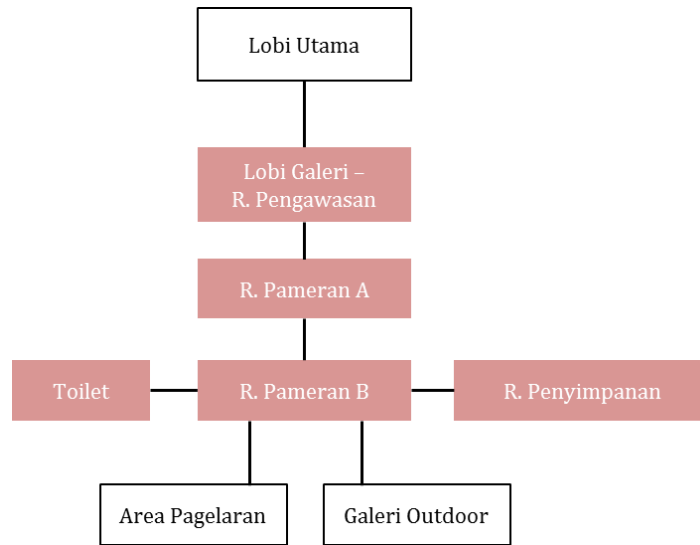 Lobi Utama
Lobi Galeri –
R. Pengawasan
R. Pameran A
Toilet
R. Pameran B
R. Penyimpanan
Area Pagelaran
Galeri Outdoor